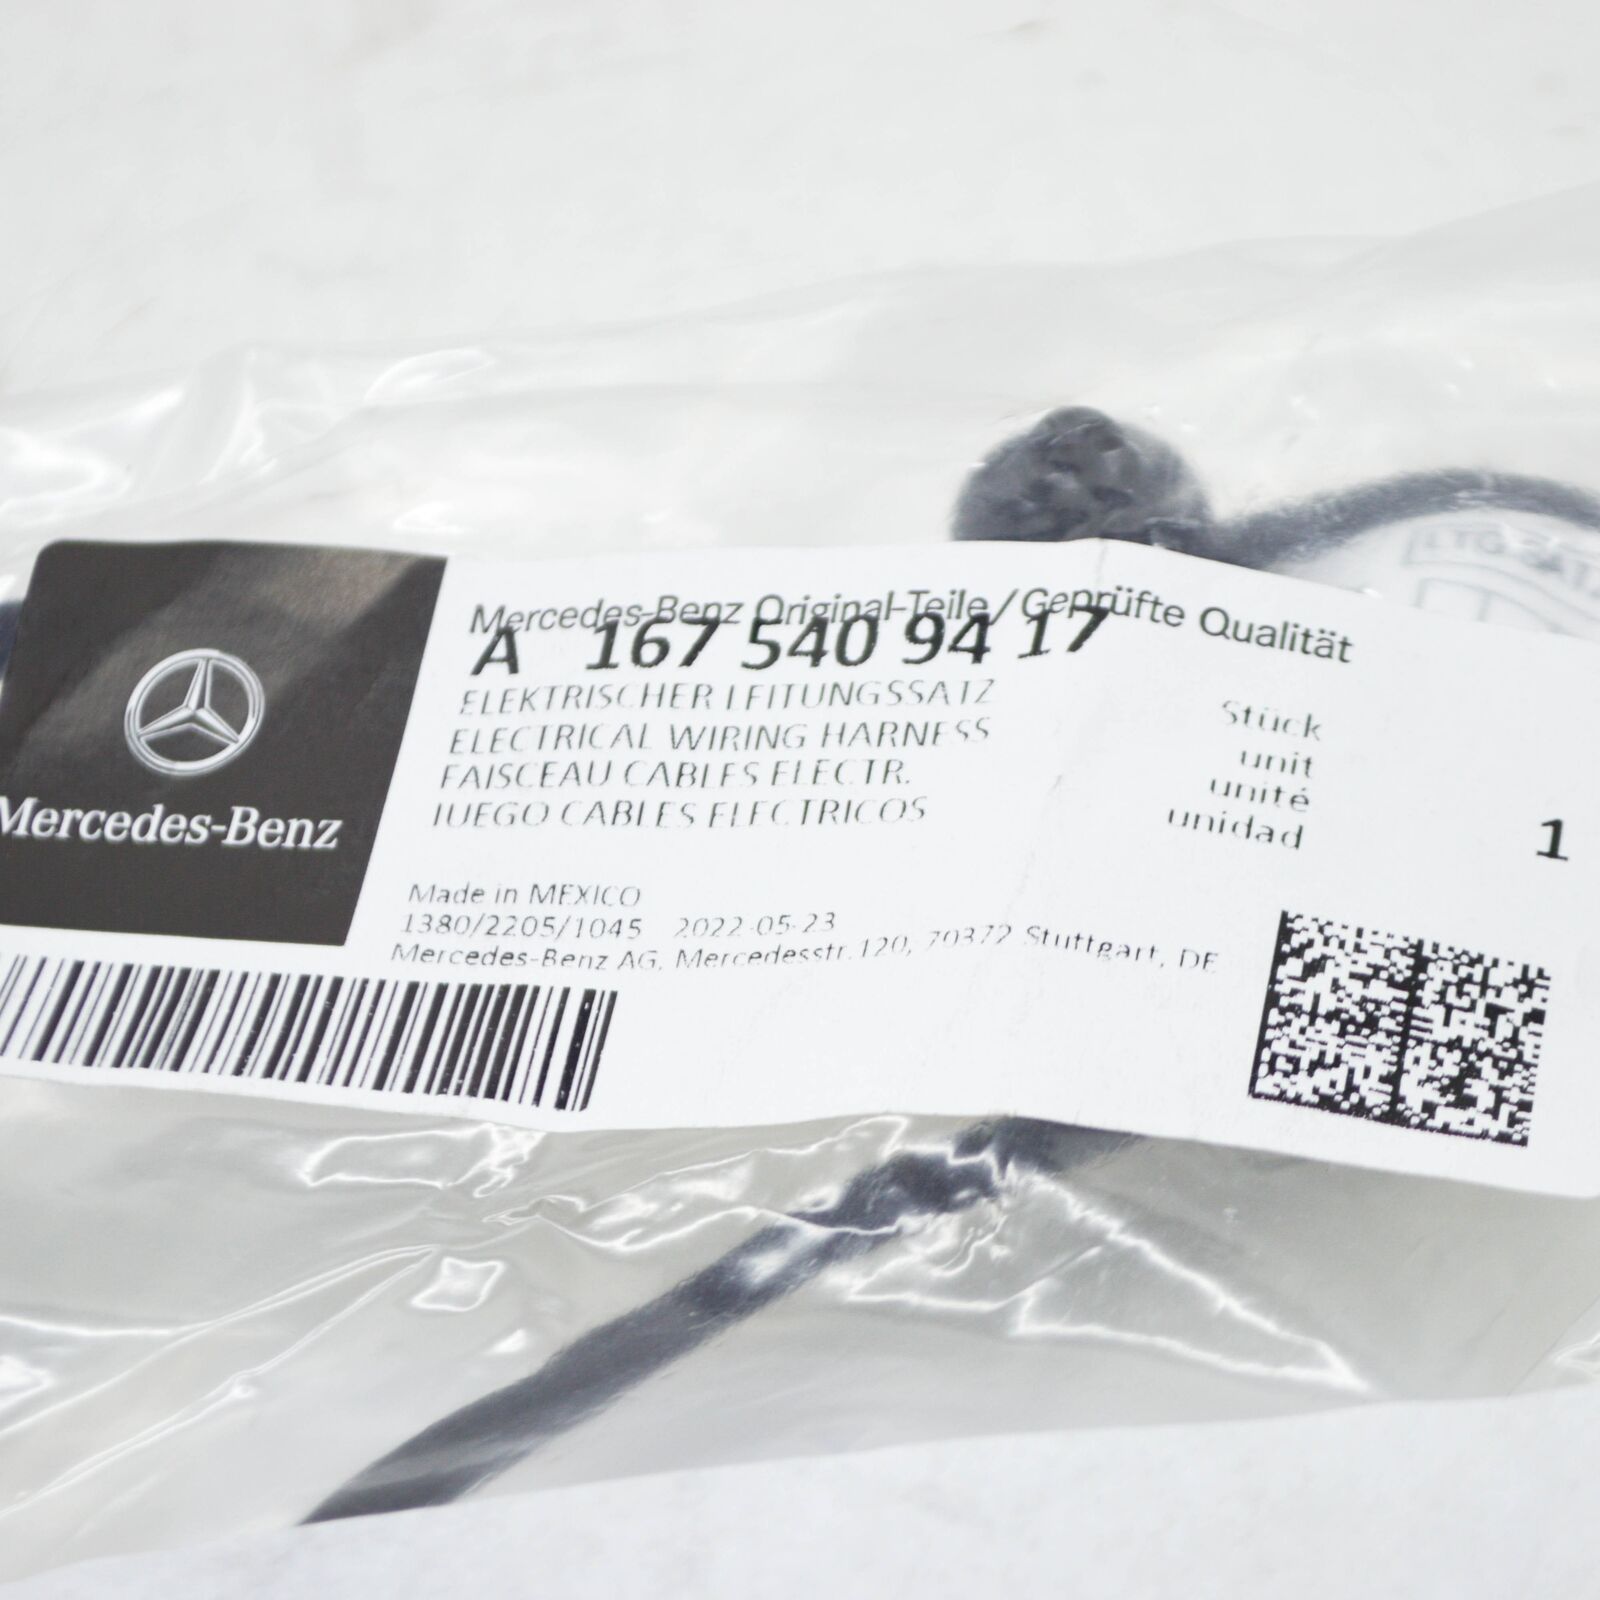 Mercedes-Benz
Mercedes-Benz Original-Teile/Geprüfte Qualität
A 167 540 94 17
ELEKTRISCHER LEITUNGSSATZ
ELECTRICAL WIRING HARNESS
FAISCEAU CABLES ELECTR.
JUEGO CABLES ELECTRICOS
Stück
unit
unité
unidad
1
Made in MEXICO
1380/2205/1045 2022-05-23
Mercedes-Benz AG, Mercedesstr.120, 70372 Stuttgart, DE